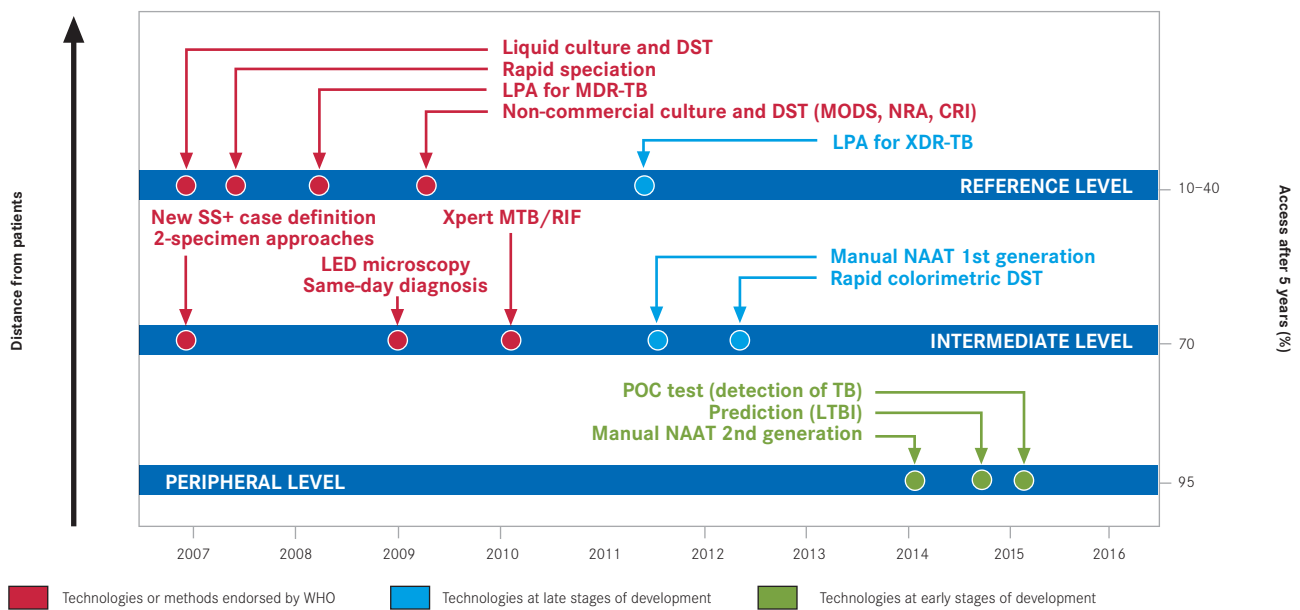 Liquid culture and DST
Rapid speciation
LPA for MDR-TB
Non-commercial culture and DST (MODS, NRA, CRI)
LPA for XDR-TB
REFERENCE LEVEL
10–40
New SS+ case definition
2-specimen approaches
Xpert MTB/RIF
LED microscopy
Same-day diagnosis
Manual NAAT 1st generation
Rapid colorimetric DST
INTERMEDIATE LEVEL
70
POC test (detection of TB)
Prediction (LTBI)
Manual NAAT 2nd generation
PERIPHERAL LEVEL
95
Distance from patients
Access after 5 years (%)
2007 2008 2009 2010 2011 2012 2013 2014 2015 2016
Technologies or methods endorsed by WHO
Technologies at late stages of development
Technologies at early stages of development